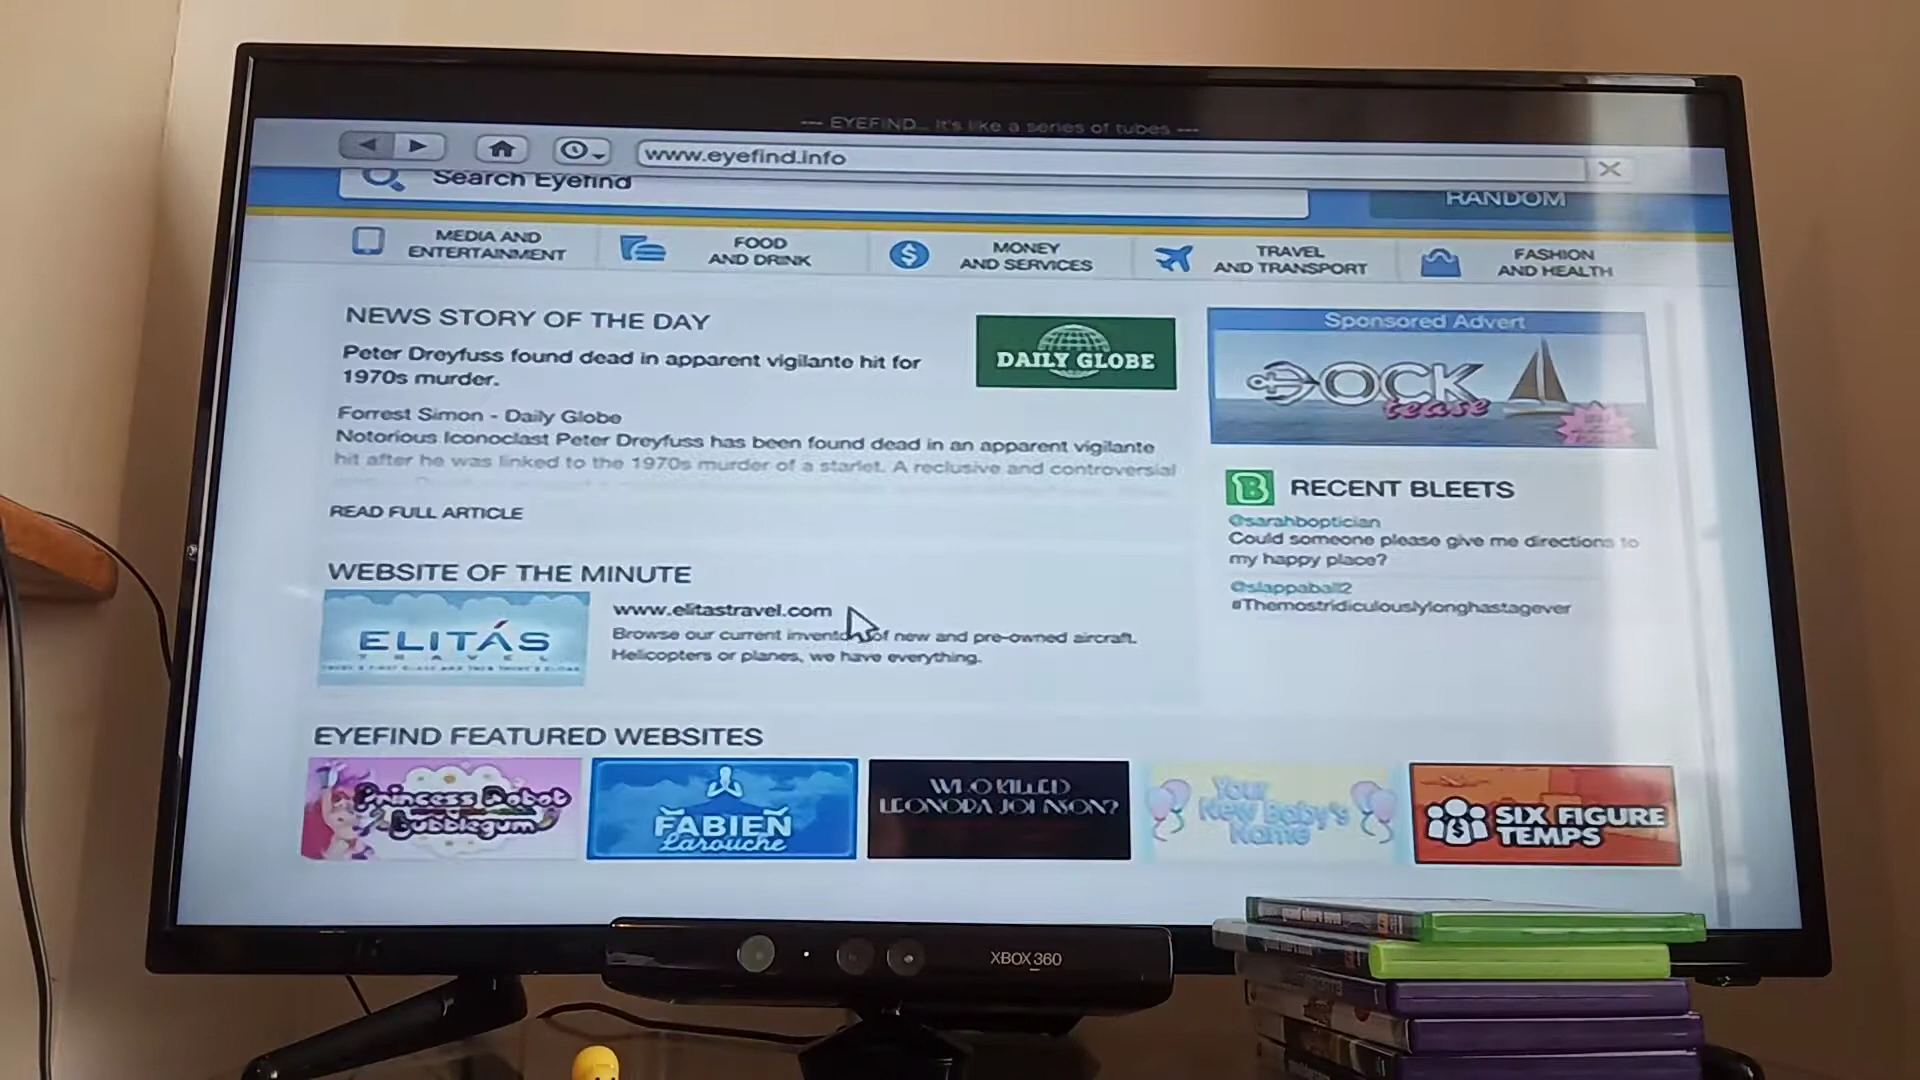 --- EYEFIND... It's like a series of tubes ---
www.eyefind.info
Search Eyefind
RANDOM
MEDIA AND
ENTERTAINMENT
FOOD
AND DRINK
MONEY
AND SERVICES
TRAVEL
AND TRANSPORT
FASHION
AND HEALTH
NEWS STORY OF THE DAY
Peter Dreyfuss found dead in apparent vigilante hit for
1970s murder.
DAILY GLOBE
Forrest Simon - Daily Globe
Notorious Iconoclast Peter Dreyfuss has been found dead in an apparent vigilante
hit after he was linked to the 1970s murder of a starlet. A reclusive and controversial
READ FULL ARTICLE
Sponsored Advert
DOCK
tease
B RECENT BLEETS
@sarahboptician
Could someone please give me directions to
my happy place?
@slappaball2
#Themostridiculouslylonghastagever
WEBSITE OF THE MINUTE
ELITÁS
TRAVEL
www.elitastravel.com
Browse our current inventory of new and pre-owned aircraft.
Helicopters or planes, we have everything.
EYEFIND FEATURED WEBSITES
Princess Robot
Bubblegum
FABIEN
Larouche
WHO KILLED
LEONORA JOHNSON?
Your
New Baby's
Name
SIX FIGURE
TEMPS
XBOX 360